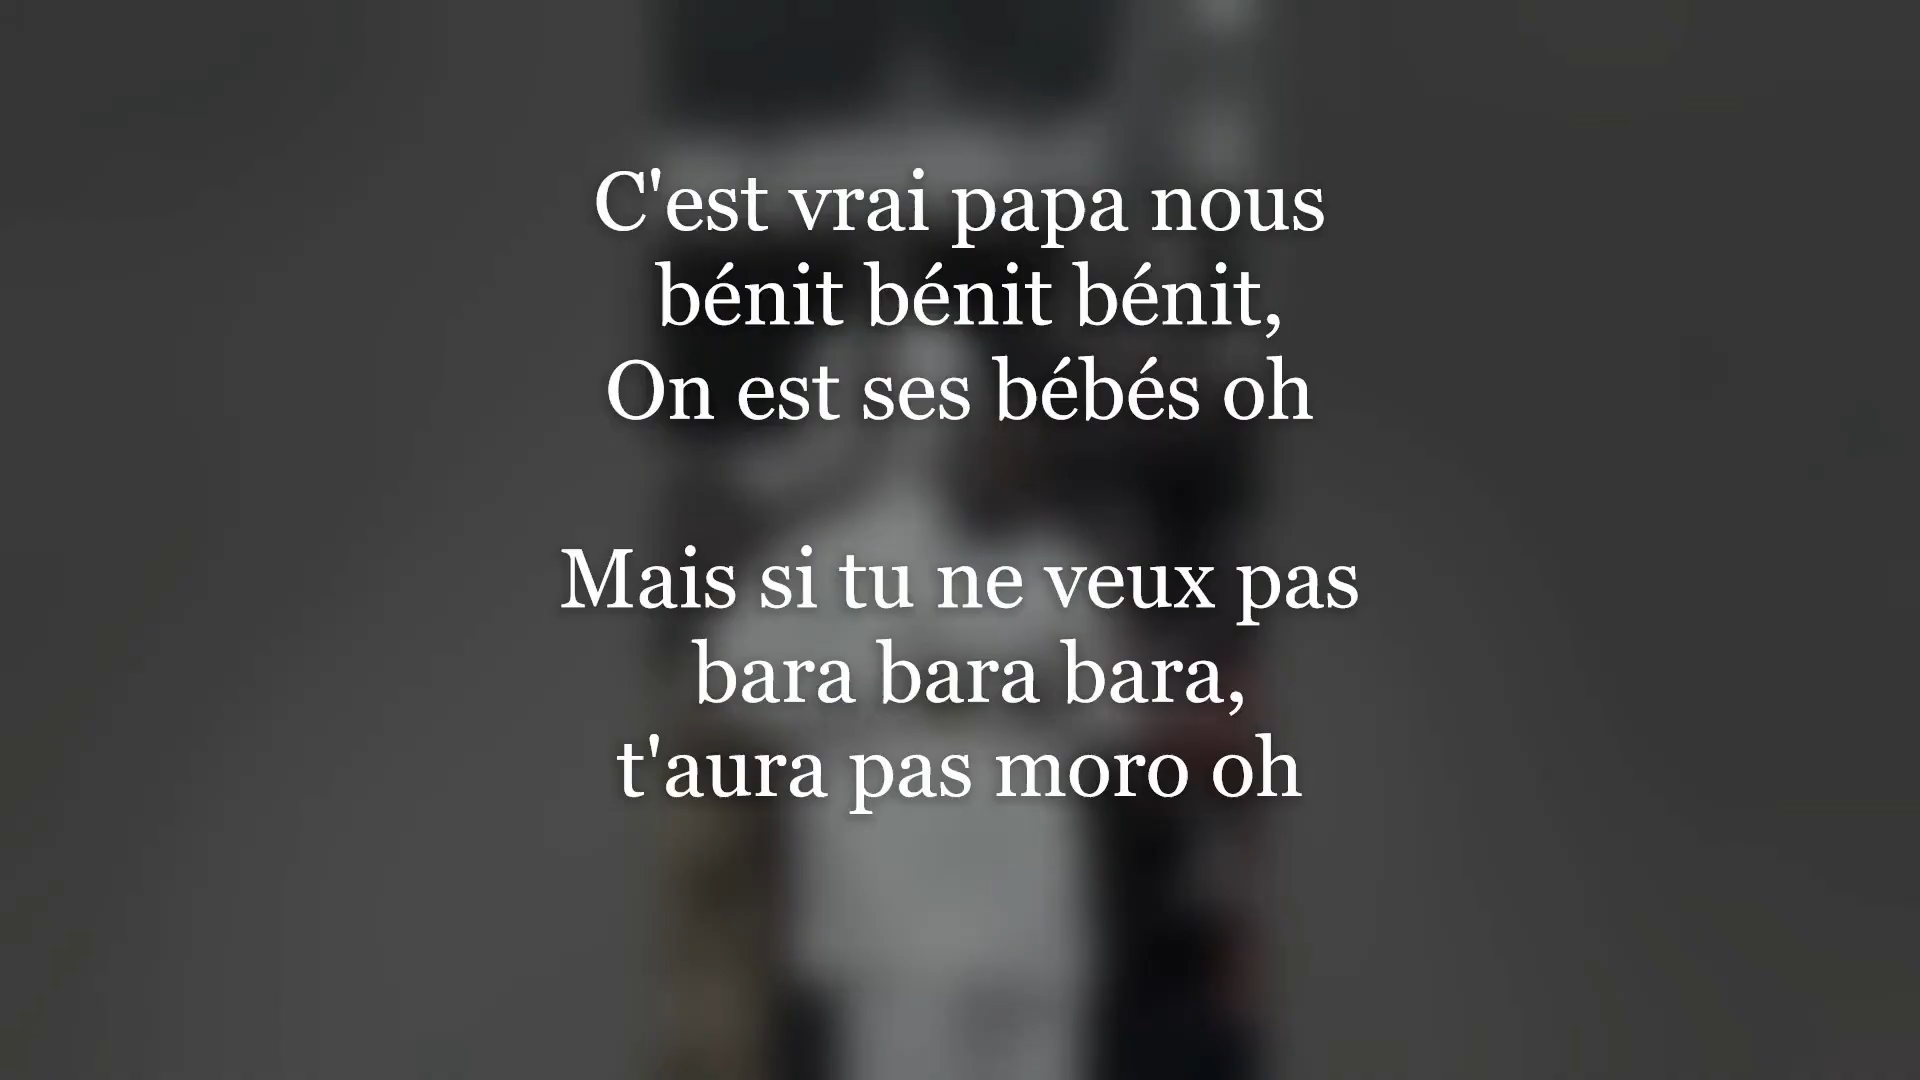 C'est vrai papa nous
bénit bénit bénit,
On est ses bébés oh
Mais si tu ne veux pas
bara bara bara,
t'aura pas moro oh